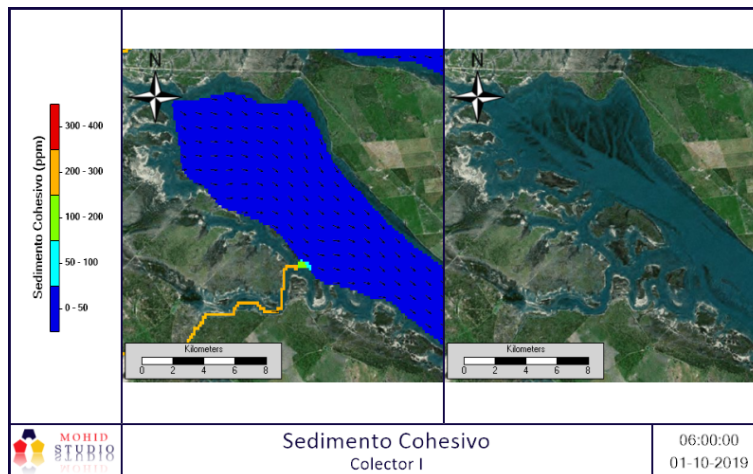 Sedimento Cohesivo (ppm)
300 - 400
200 - 300
100 - 200
50 - 100
0 - 50
N
Kilometers
0 2 4 6 8
N
Kilometers
0 2 4 6 8
MOHID
STUDIO
Sedimento Cohesivo
Colector I
06:00:00
01-10-2019